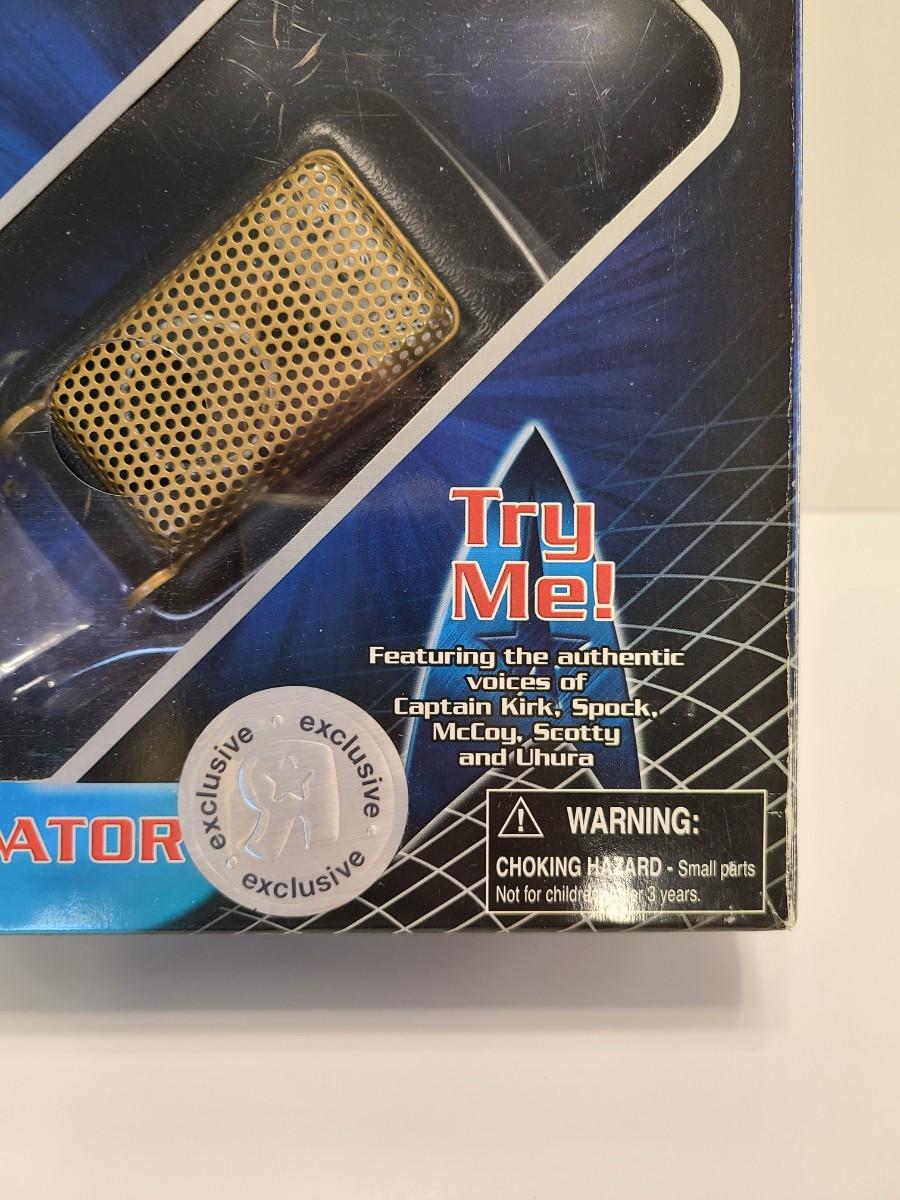 Try
Me!
Featuring the authentic
voices of
Captain Kirk, Spock,
McCoy, Scotty
and Uhura
ATOR
exclusive
exclusive
exclusive
R
WARNING:
CHOKING HAZARD - Small parts
Not for 3 years.